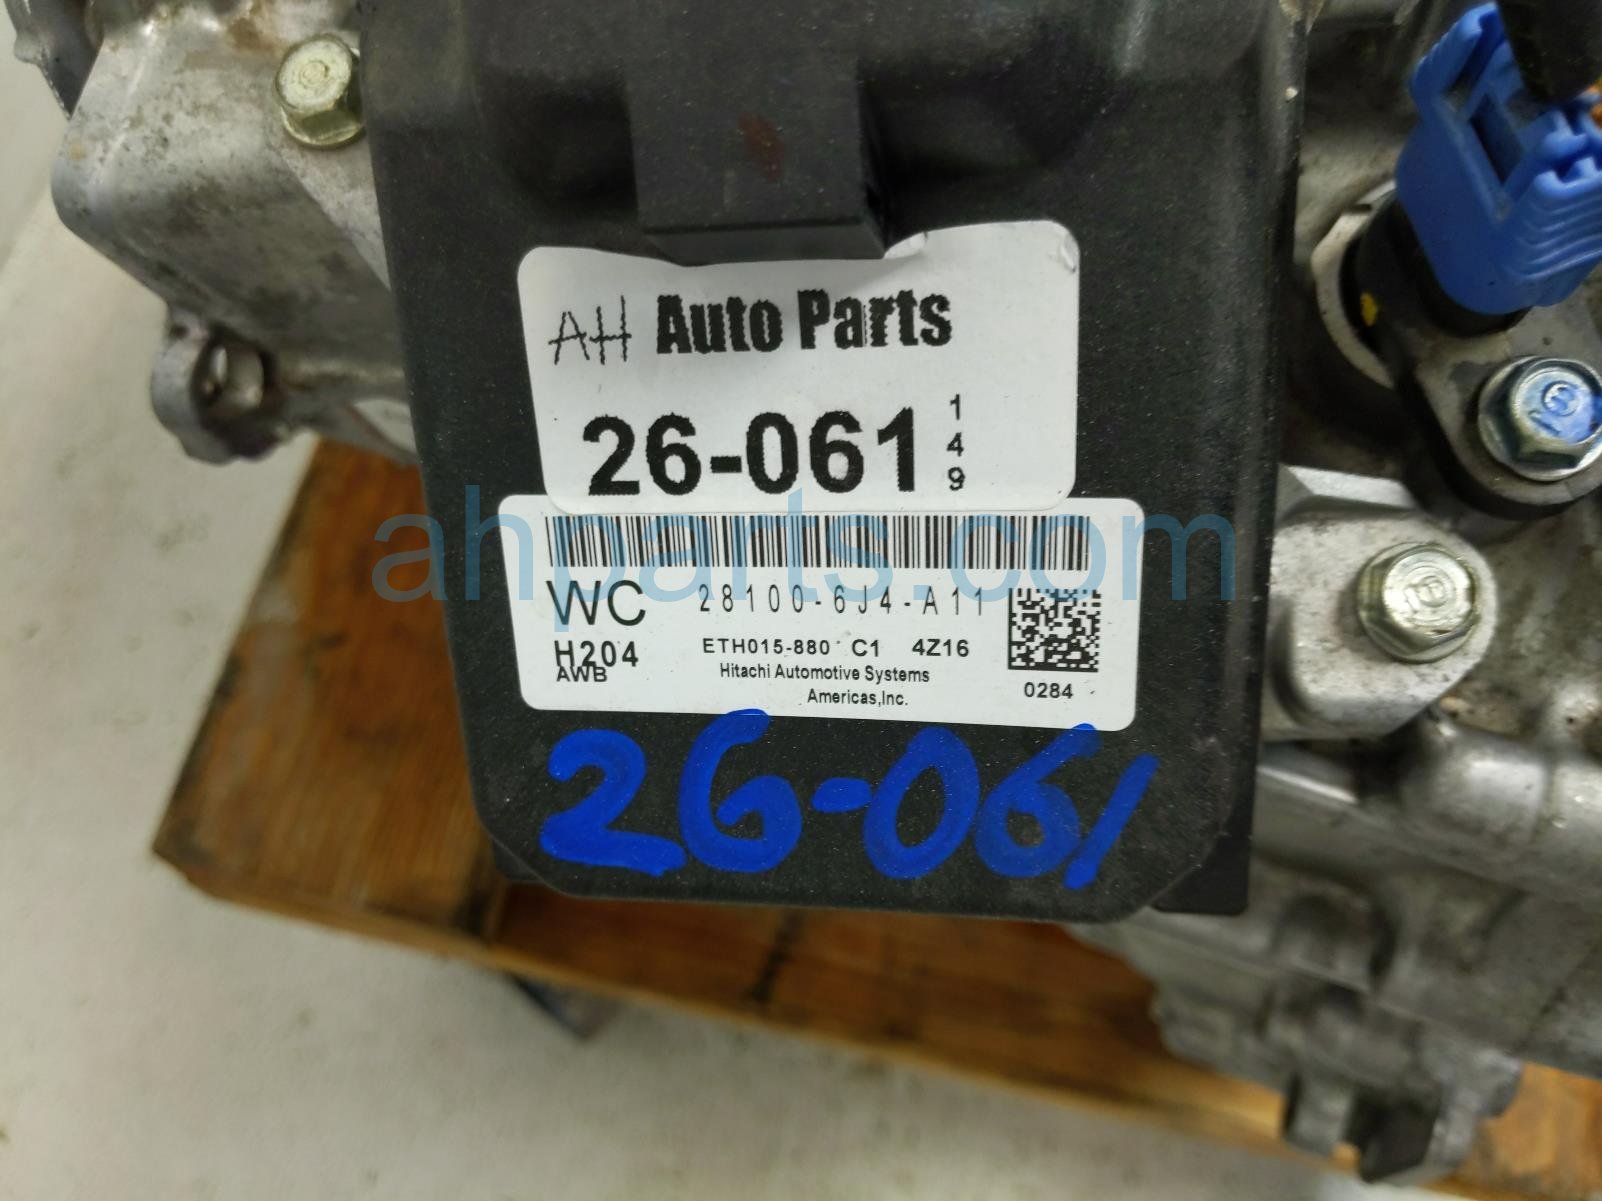 AH Auto Parts
26-061
1
4
9
ahparts.com
WC 28100-6J4-A11
H204 ETH015-880 C1 4Z16
AWB Hitachi Automotive Systems
Americas,Inc. 0284
26-061